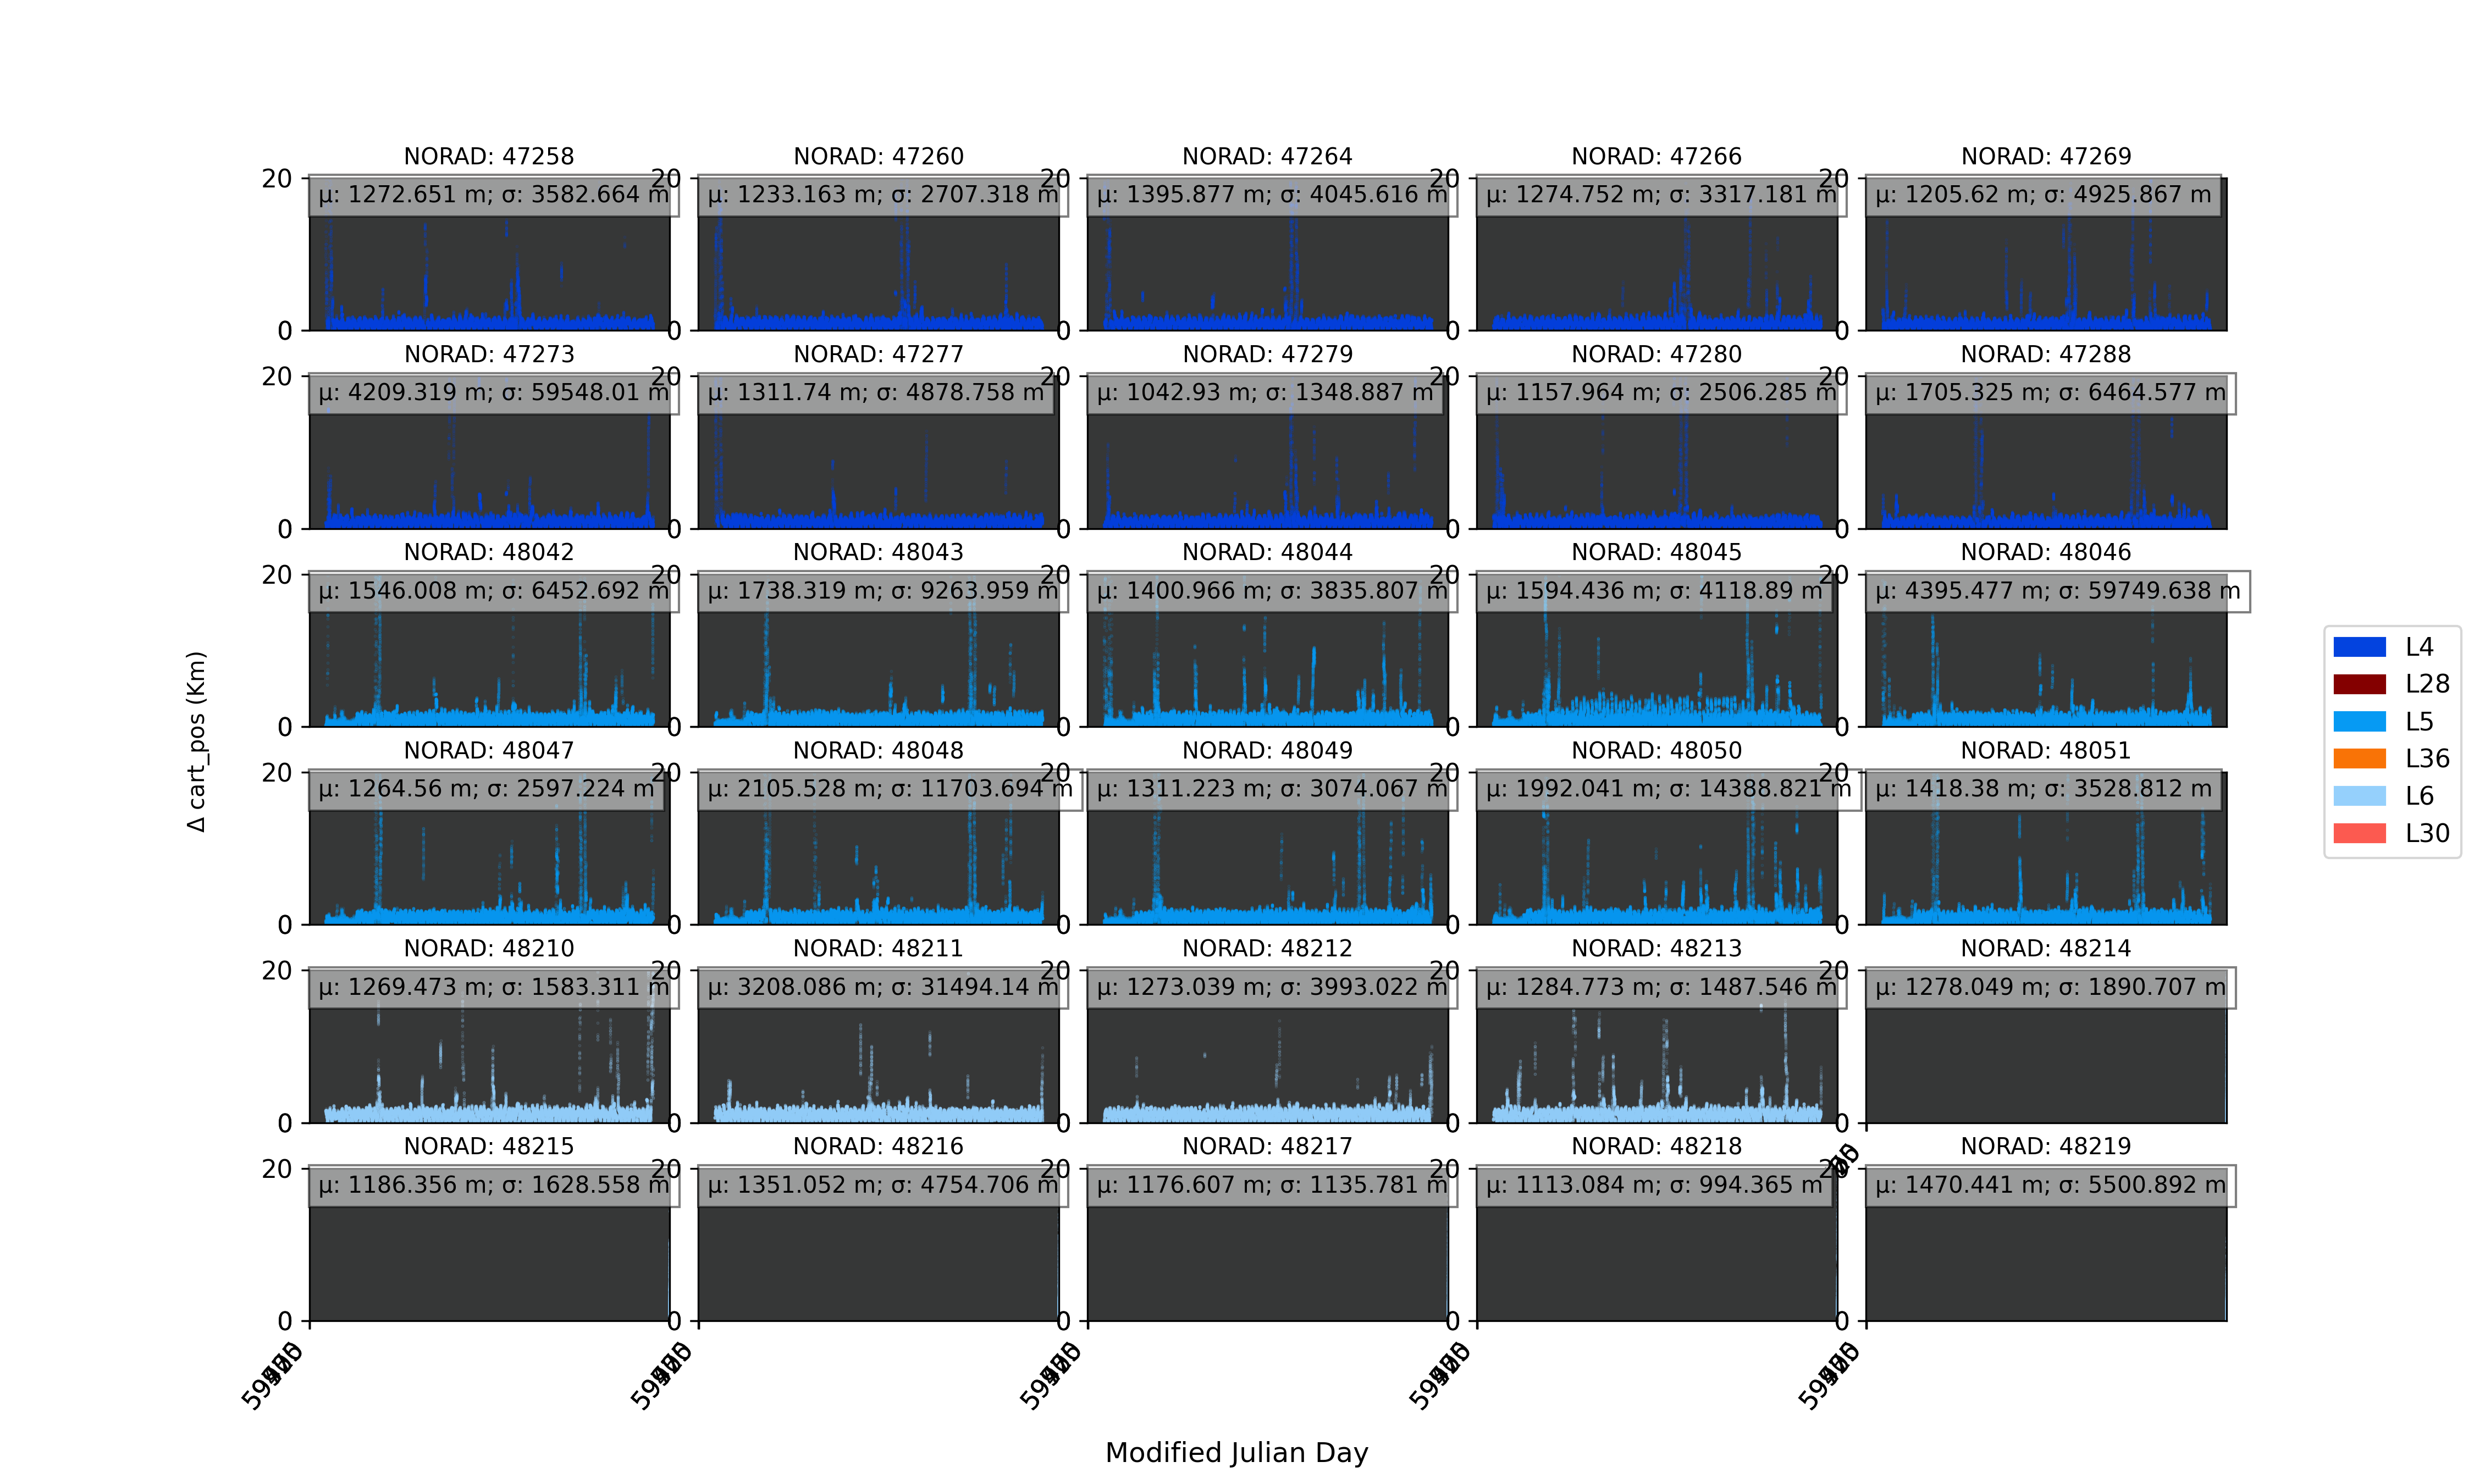 NORAD: 47258 NORAD: 47260 NORAD: 47264 NORAD: 47266 NORAD: 47269
20 20 20 20 20
μ: 1272.651 m; σ: 3582.664 m μ: 1233.163 m; σ: 2707.318 m μ: 1395.877 m; σ: 4045.616 m μ: 1274.752 m; σ: 3317.181 m μ: 1205.62 m; σ: 4925.867 m
0 0 0 0 0
NORAD: 47273 NORAD: 47277 NORAD: 47279 NORAD: 47280 NORAD: 47288
20 20 20 20 20
μ: 4209.319 m; σ: 59548.01 m μ: 1311.74 m; σ: 4878.758 m μ: 1042.93 m; σ: 1348.887 m μ: 1157.964 m; σ: 2506.285 m μ: 1705.325 m; σ: 6464.577 m
0 0 0 0 0
NORAD: 48042 NORAD: 48043 NORAD: 48044 NORAD: 48045 NORAD: 48046
20 20 20 20 20
μ: 1546.008 m; σ: 6452.692 m μ: 1738.319 m; σ: 9263.959 m μ: 1400.966 m; σ: 3835.807 m μ: 1594.436 m; σ: 4118.89 m μ: 4395.477 m; σ: 59749.638 m
0 0 0 0 0
NORAD: 48047 NORAD: 48048 NORAD: 48049 NORAD: 48050 NORAD: 48051
20 20 20 20 20
μ: 1264.56 m; σ: 2597.224 m μ: 2105.528 m; σ: 11703.694 m μ: 1311.223 m; σ: 3074.067 m μ: 1992.041 m; σ: 14388.821 m μ: 1418.38 m; σ: 3528.812 m
0 0 0 0 0
NORAD: 48210 NORAD: 48211 NORAD: 48212 NORAD: 48213 NORAD: 48214
20 20 20 20 20
μ: 1269.473 m; σ: 1583.311 m μ: 3208.086 m; σ: 31494.14 m μ: 1273.039 m; σ: 3993.022 m μ: 1284.773 m; σ: 1487.546 m μ: 1278.049 m; σ: 1890.707 m
0 0 0 0 0
NORAD: 48215 NORAD: 48216 NORAD: 48217 NORAD: 48218 NORAD: 48219
20 20 20 20 20
μ: 1186.356 m; σ: 1628.558 m μ: 1351.052 m; σ: 4754.706 m μ: 1176.607 m; σ: 1135.781 m μ: 1113.084 m; σ: 994.365 m μ: 1470.441 m; σ: 5500.892 m
0 0 0 0 0
Δ cart_pos (Km)
Modified Julian Day
L4
L28
L5
L36
L6
L30